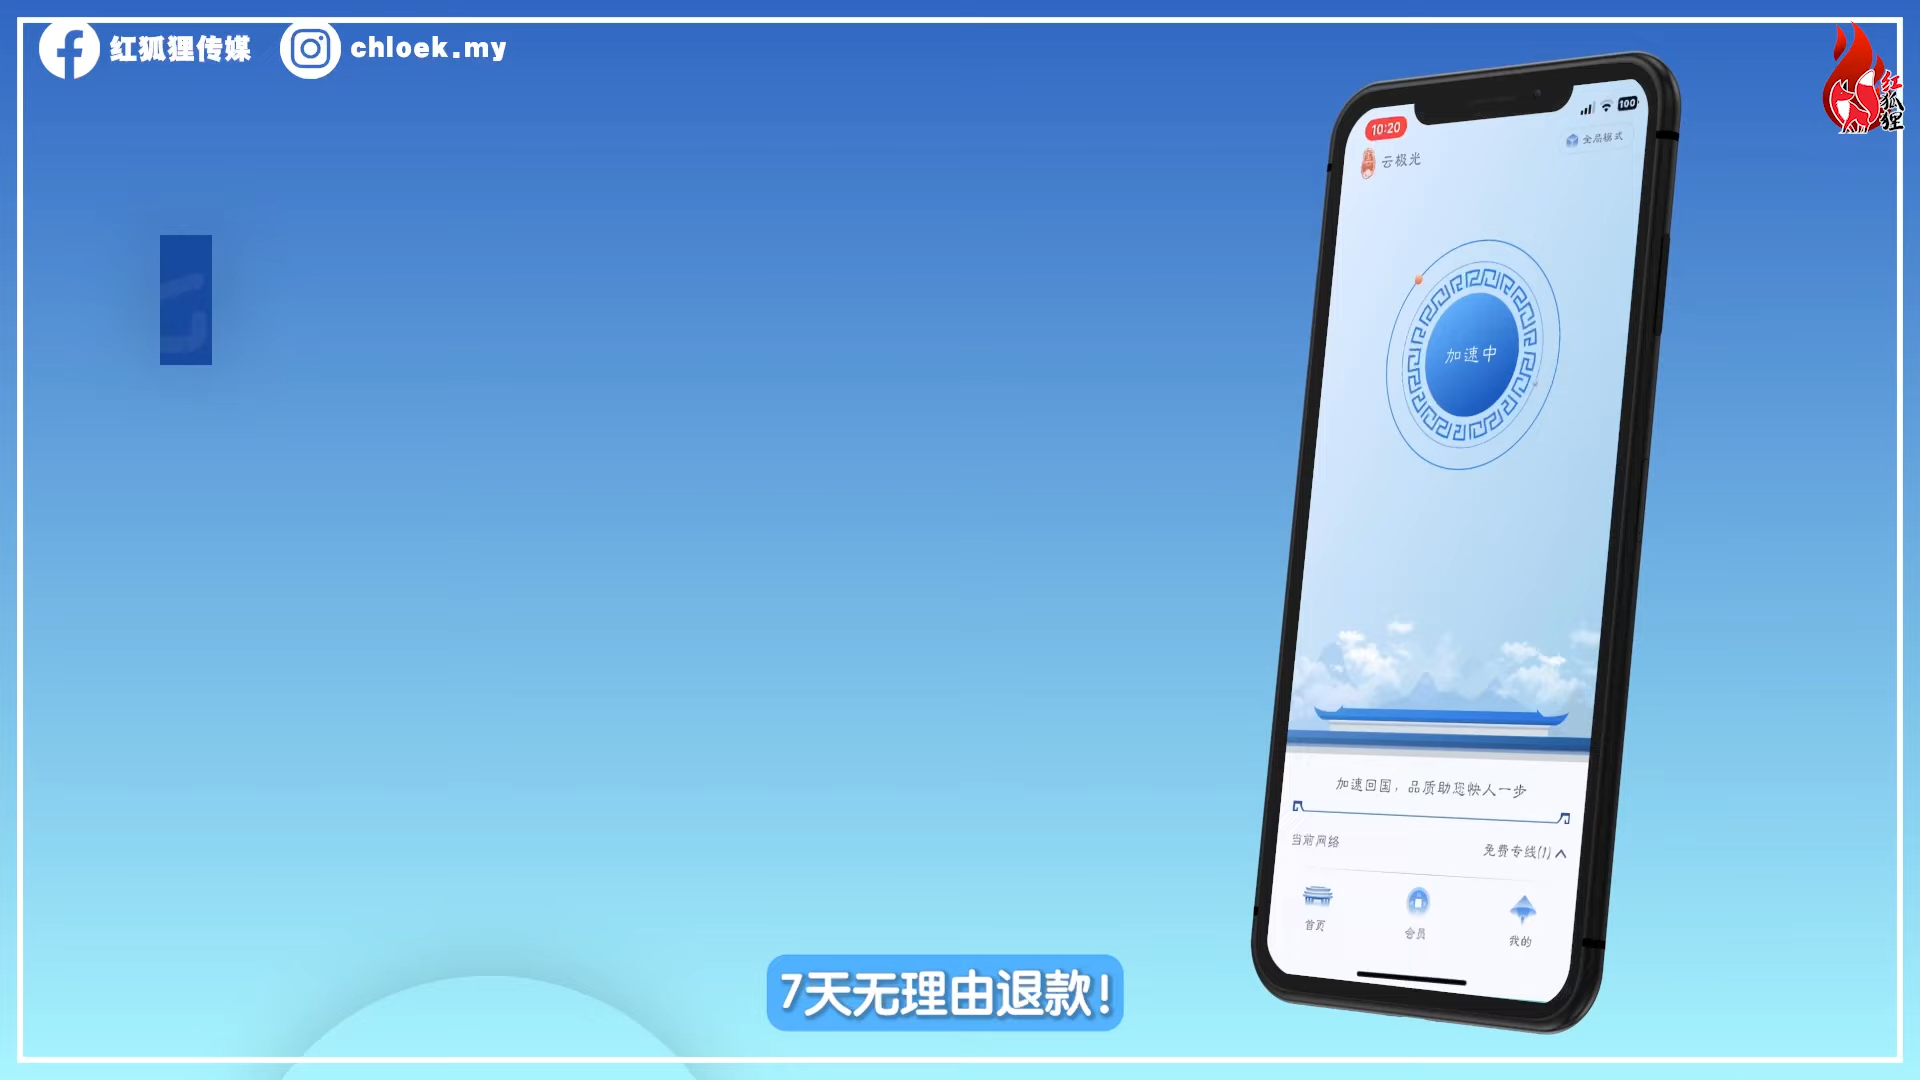 红狐狸传媒
chloek.my
红狐狸
10:20
100
云极光
全局模式
加速中
加速回国，品质助您快人一步
当前网络
免费专线(1)
首页
会员
我的
7天无理由退款！